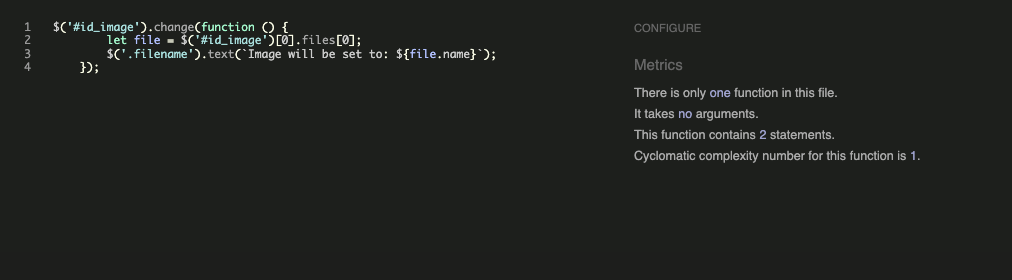 1 $('#id_image').change(function () {
2 let file = $('#id_image')[0].files[0];
3 $('.filename').text(`Image will be set to: ${file.name}`);
4 });
CONFIGURE
Metrics
There is only one function in this file.
It takes no arguments.
This function contains 2 statements.
Cyclomatic complexity number for this function is 1.